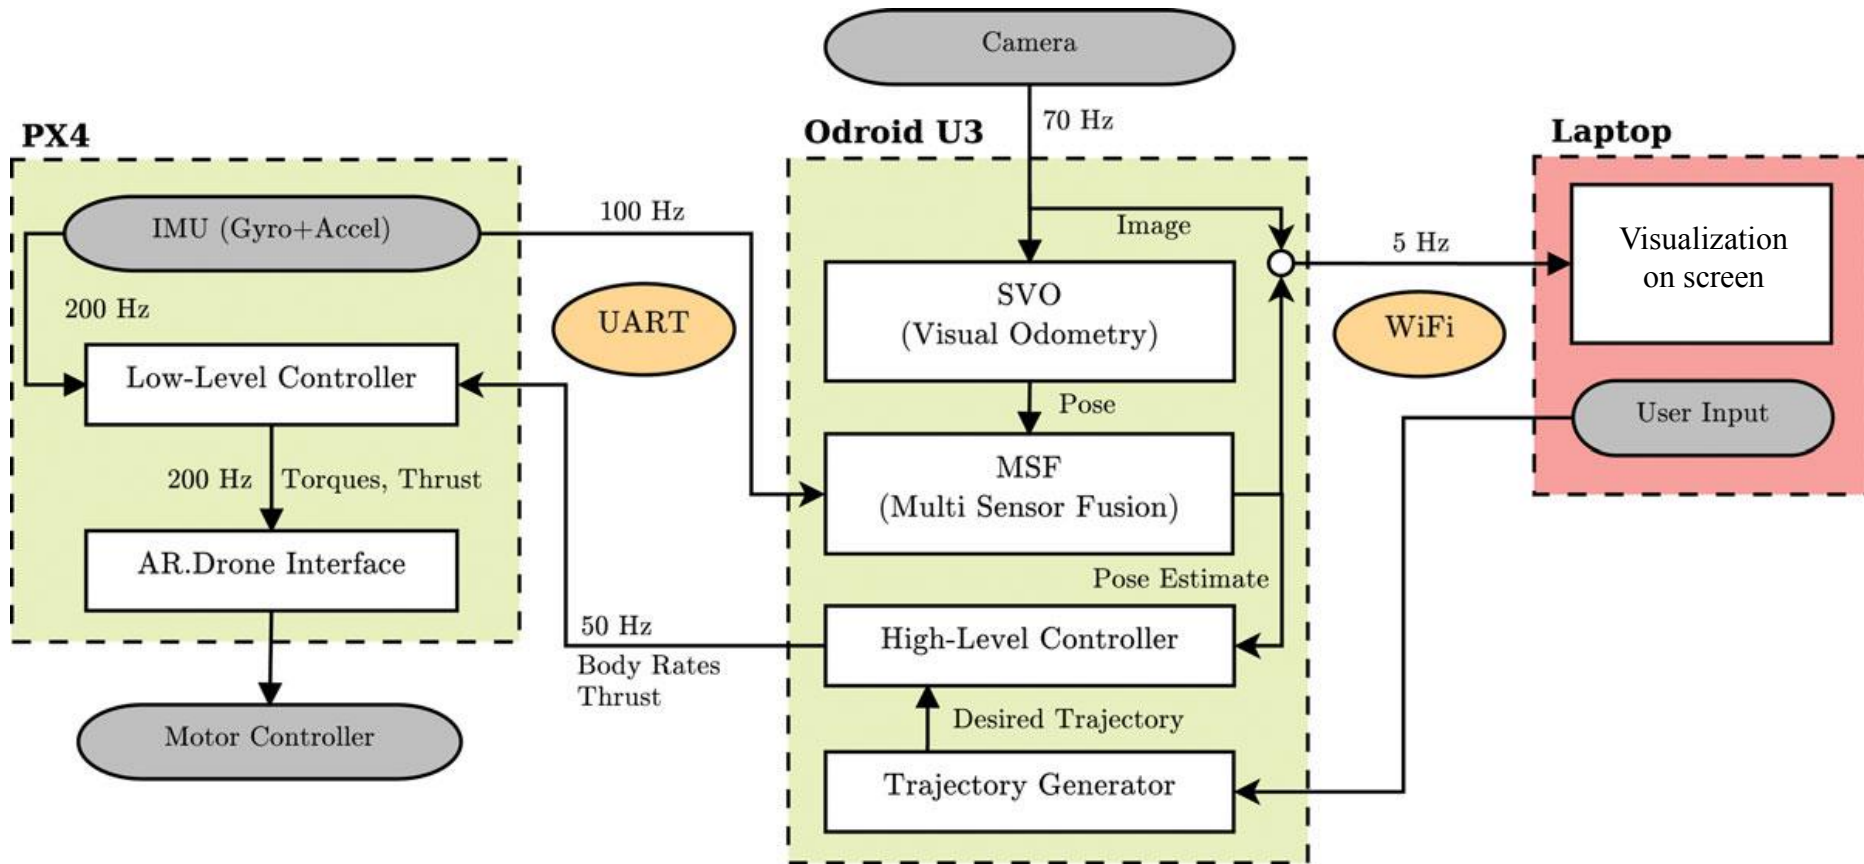 Camera
70 Hz
PX4
Odroid U3
Laptop
IMU (Gyro+Accel)
100 Hz
Image
5 Hz
Visualization
on screen
200 Hz
UART
SVO
(Visual Odometry)
WiFi
Low-Level Controller
Pose
User Input
200 Hz
Torques, Thrust
MSF
(Multi Sensor Fusion)
AR.Drone Interface
Pose Estimate
50 Hz
Body Rates
Thrust
High-Level Controller
Desired Trajectory
Motor Controller
Trajectory Generator